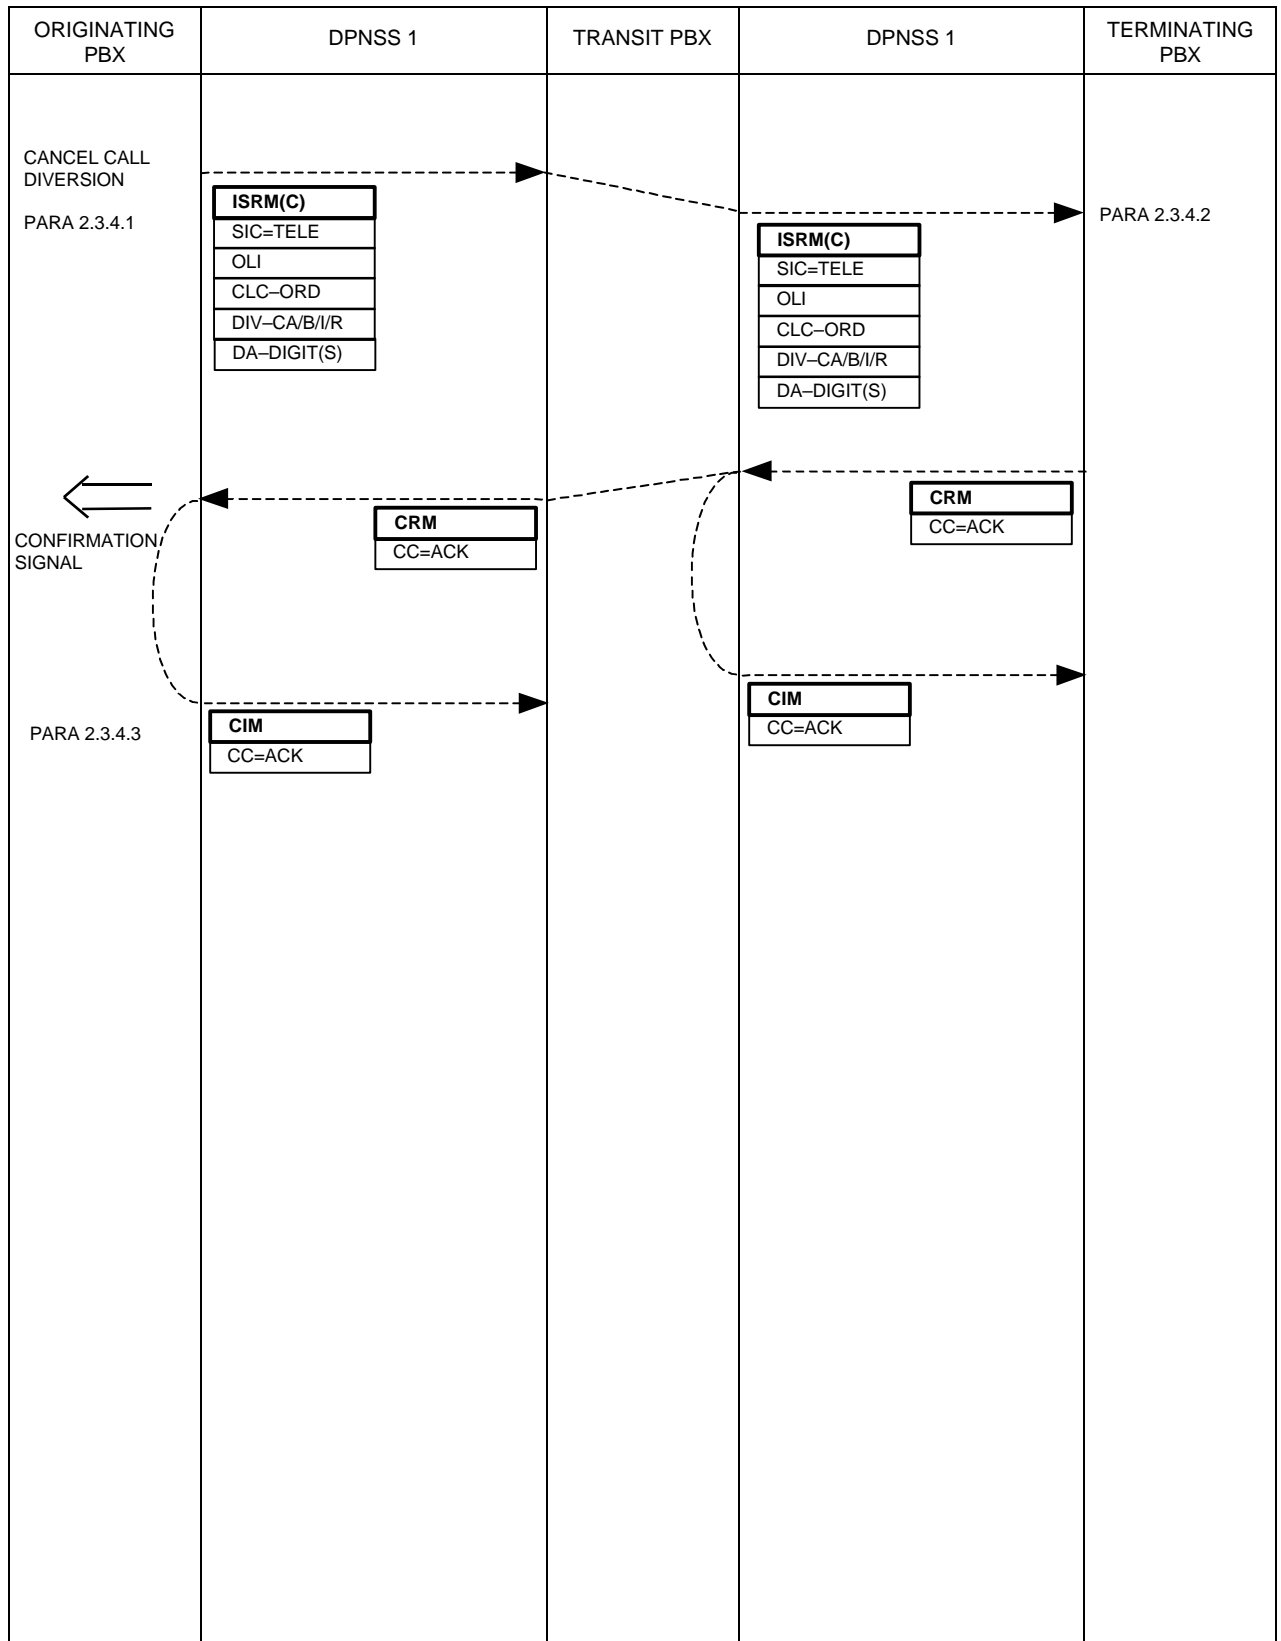 ORIGINATING
PBX
DPNSS 1
TRANSIT PBX
DPNSS 1
TERMINATING
PBX
CANCEL CALL
DIVERSION
PARA 2.3.4.1
ISRM(C)
SIC=TELE
OLI
CLC–ORD
DIV–CA/B/I/R
DA–DIGIT(S)
ISRM(C)
SIC=TELE
OLI
CLC–ORD
DIV–CA/B/I/R
DA–DIGIT(S)
PARA 2.3.4.2
CONFIRMATION
SIGNAL
CRM
CC=ACK
CRM
CC=ACK
PARA 2.3.4.3
CIM
CC=ACK
CIM
CC=ACK